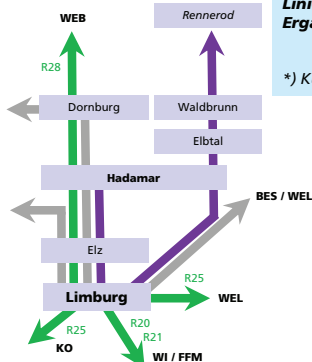 WEB
Rennerod
Lini
Ergä
*) K
R28
Dornburg
Waldbrunn
Elbtal
Hadamar
BES / WEL
Elz
R25
Limburg
WEL
R25
R20
R21
KO
WI / FFM